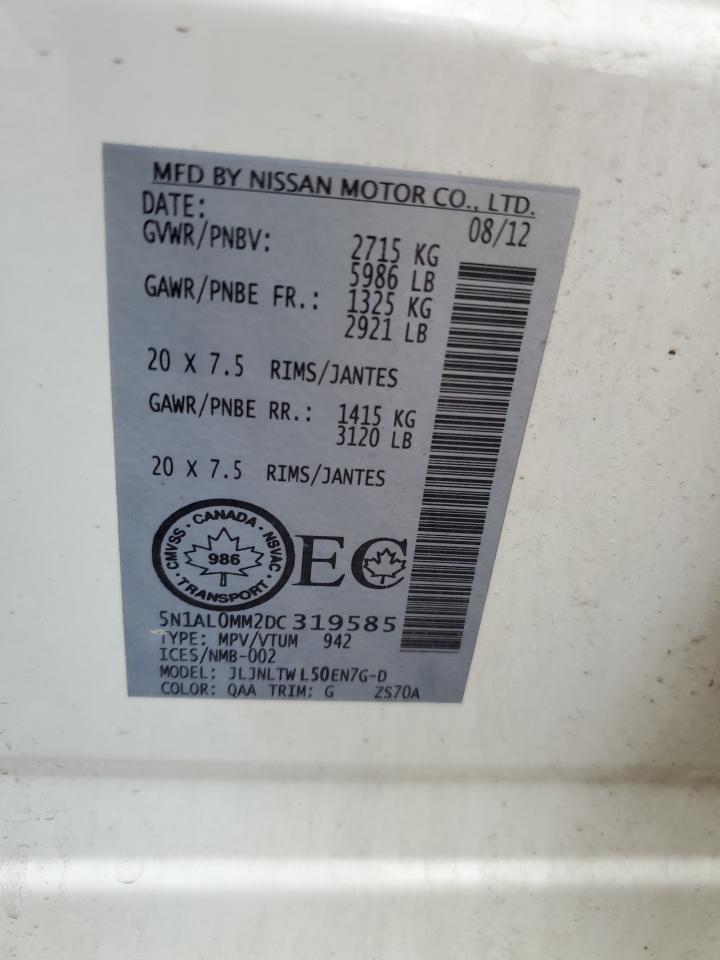 MFD BY NISSAN MOTOR CO., LTD.
DATE: 08/12
GVWR/PNBV: 2715 KG
5986 LB
GAWR/PNBE FR.: 1325 KG
2921 LB
20 X 7.5 RIMS/JANTES
GAWR/PNBE RR.: 1415 KG
3120 LB
20 X 7.5 RIMS/JANTES
CMVSS · CANADA · NSVAC · TRANSPORT ·
986
EC
5N1AL0MM2DC319585
TYPE: MPV/VTUM 942
ICES/NMB-002
MODEL: JLJNLTWL50EN7G-D
COLOR: QAA TRIM: G ZS70A